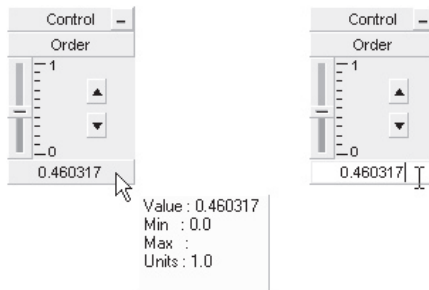 Control –
Order
1
0
0.460317
Value : 0.460317
Min : 0.0
Max :
Units : 1.0
Control –
Order
1
0
0.460317